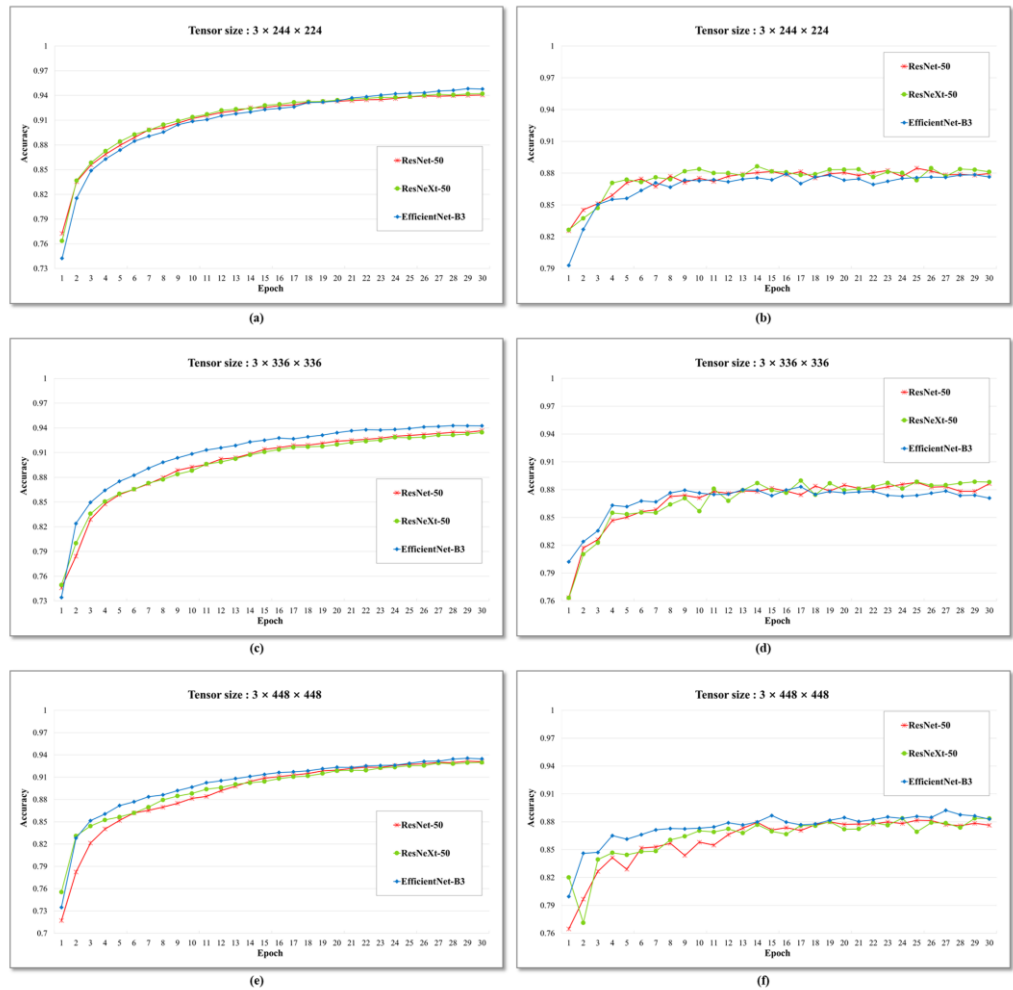 Tensor size : 3 × 244 × 224
Accuracy
1
0.97
0.94
0.91
0.88
0.85
0.82
0.79
0.76
0.73
ResNet-50
ResNeXt-50
EfficientNet-B3
1 2 3 4 5 6 7 8 9 10 11 12 13 14 15 16 17 18 19 20 21 22 23 24 25 26 27 28 29 30
Epoch
(a)
Tensor size : 3 × 244 × 224
Accuracy
1
0.97
0.94
0.91
0.88
0.85
0.82
0.79
ResNet-50
ResNeXt-50
EfficientNet-B3
1 2 3 4 5 6 7 8 9 10 11 12 13 14 15 16 17 18 19 20 21 22 23 24 25 26 27 28 29 30
Epoch
(b)
Tensor size : 3 × 336 × 336
Accuracy
1
0.97
0.94
0.91
0.88
0.85
0.82
0.79
0.76
0.73
ResNet-50
ResNeXt-50
EfficientNet-B3
1 2 3 4 5 6 7 8 9 10 11 12 13 14 15 16 17 18 19 20 21 22 23 24 25 26 27 28 29 30
Epoch
(c)
Tensor size : 3 × 336 × 336
Accuracy
1
0.97
0.94
0.91
0.88
0.85
0.82
0.79
0.76
ResNet-50
ResNeXt-50
EfficientNet-B3
1 2 3 4 5 6 7 8 9 10 11 12 13 14 15 16 17 18 19 20 21 22 23 24 25 26 27 28 29 30
Epoch
(d)
Tensor size : 3 × 448 × 448
Accuracy
1
0.97
0.94
0.91
0.88
0.85
0.82
0.79
0.76
0.73
0.7
ResNet-50
ResNeXt-50
EfficientNet-B3
1 2 3 4 5 6 7 8 9 10 11 12 13 14 15 16 17 18 19 20 21 22 23 24 25 26 27 28 29 30
Epoch
(e)
Tensor size : 3 × 448 × 448
Accuracy
1
0.97
0.94
0.91
0.88
0.85
0.82
0.79
0.76
ResNet-50
ResNeXt-50
EfficientNet-B3
1 2 3 4 5 6 7 8 9 10 11 12 13 14 15 16 17 18 19 20 21 22 23 24 25 26 27 28 29 30
Epoch
(f)